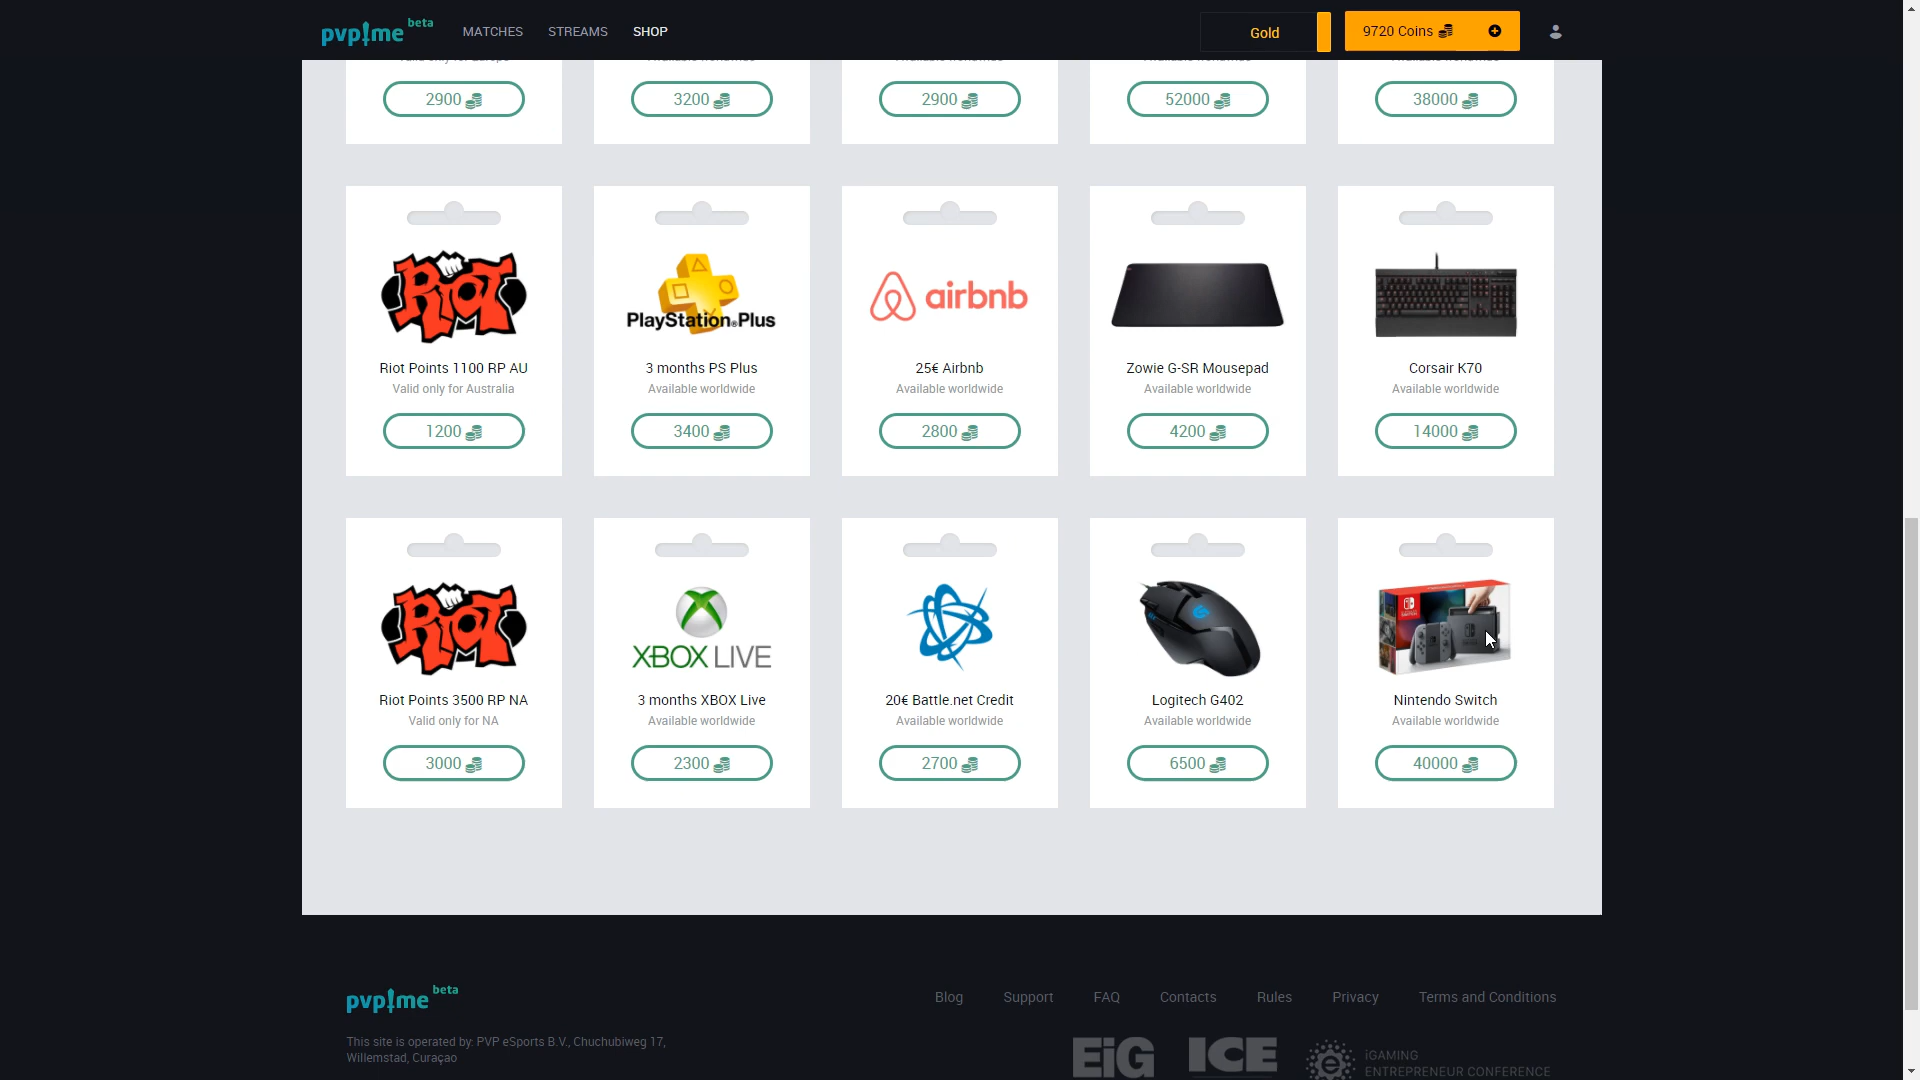 pvp!me beta
MATCHES STREAMS SHOP
Gold
9720 Coins
2900 3200 2900 52000 38000
RiOT
PlayStation®Plus
airbnb
Riot Points 1100 RP AU
Valid only for Australia
1200
3 months PS Plus
Available worldwide
3400
25€ Airbnb
Available worldwide
2800
Zowie G-SR Mousepad
Available worldwide
4200
Corsair K70
Available worldwide
14000
RiOT
Riot Points 3500 RP NA
Valid only for NA
3000
XBOX LIVE
3 months XBOX Live
Available worldwide
2300
20€ Battle.net Credit
Available worldwide
2700
Logitech G402
Available worldwide
6500
Nintendo Switch
Available worldwide
40000
pvp!me beta
Blog Support FAQ Contacts Rules Privacy Terms and Conditions
This site is operated by: PVP eSports B.V., Chuchubiweg 17,
Willemstad, Curaçao
EiG
ICE
iGAMING
ENTREPRENEUR CONFERENCE